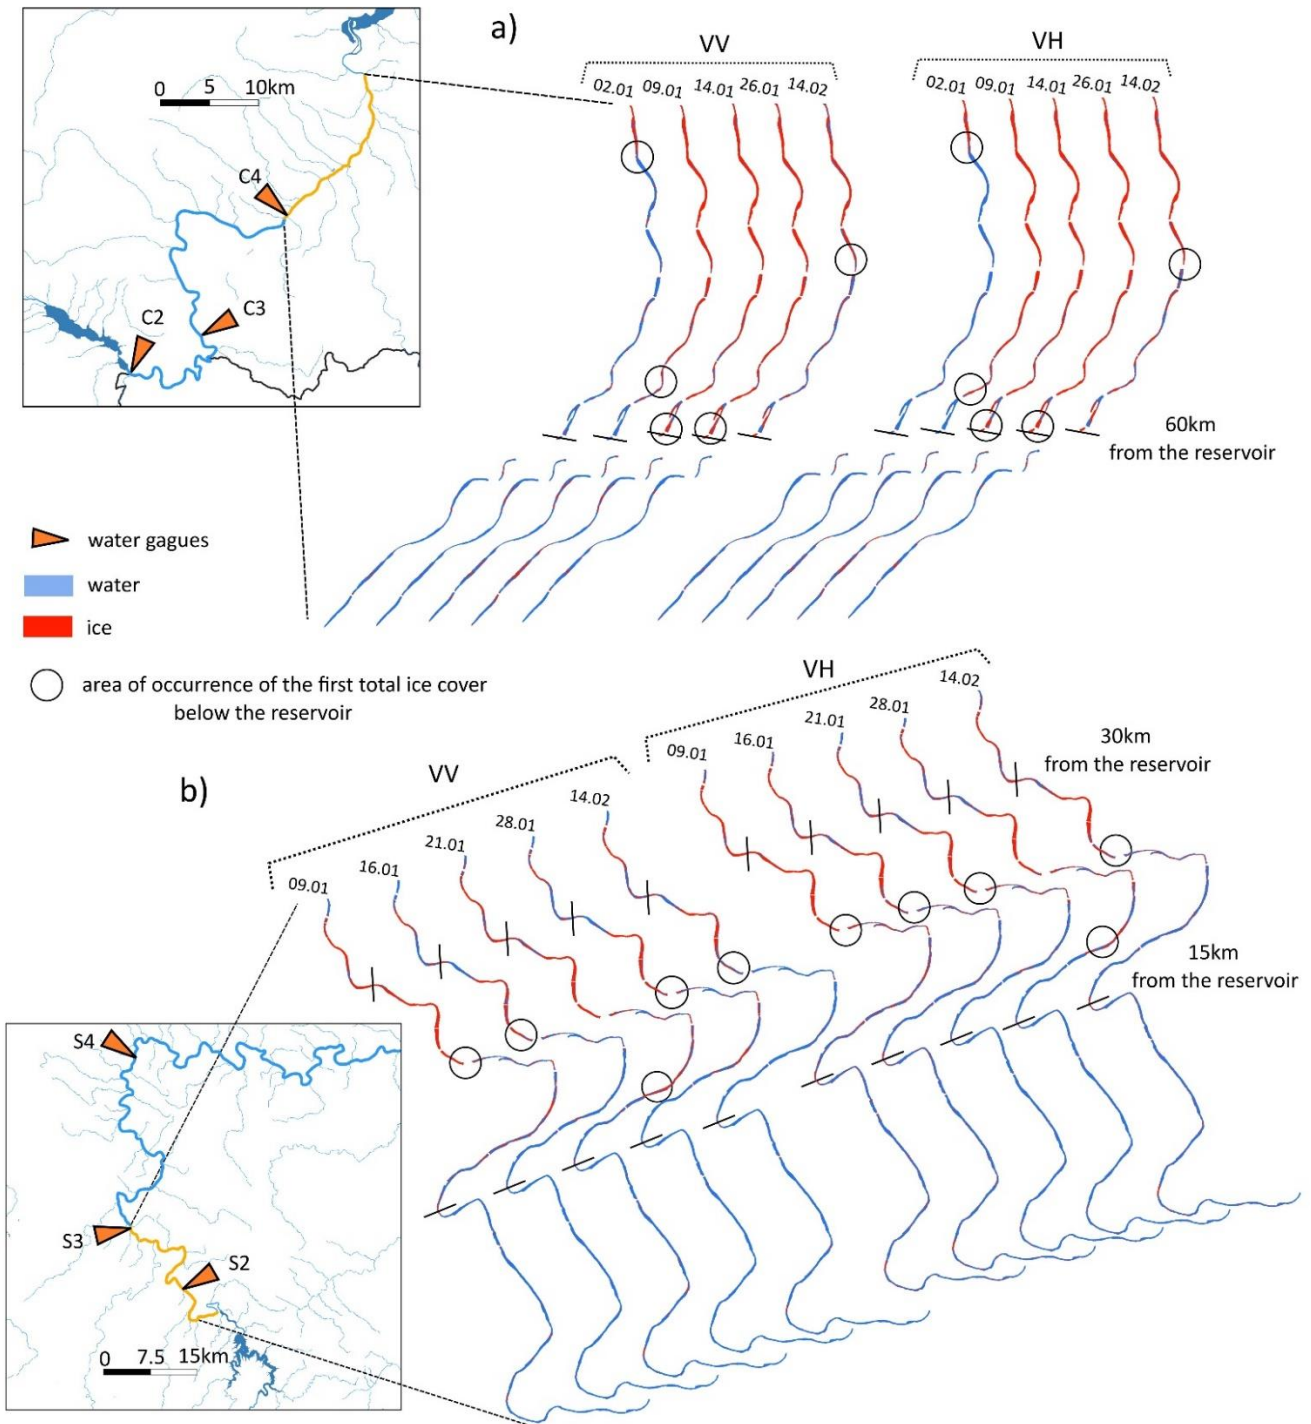 a)
VV
VH
02.01 09.01 14.01 26.01 14.02
02.01 09.01 14.01 26.01 14.02
0 5 10km
C4
C3
C2
60km
from the reservoir
water gagues
water
ice
area of occurrence of the first total ice cover
below the reservoir
b)
VV
09.01 16.01 21.01 28.01 14.02
VH
09.01 16.01 21.01 28.01 14.02
30km
from the reservoir
15km
from the reservoir
S4
S3
S2
0 7.5 15km